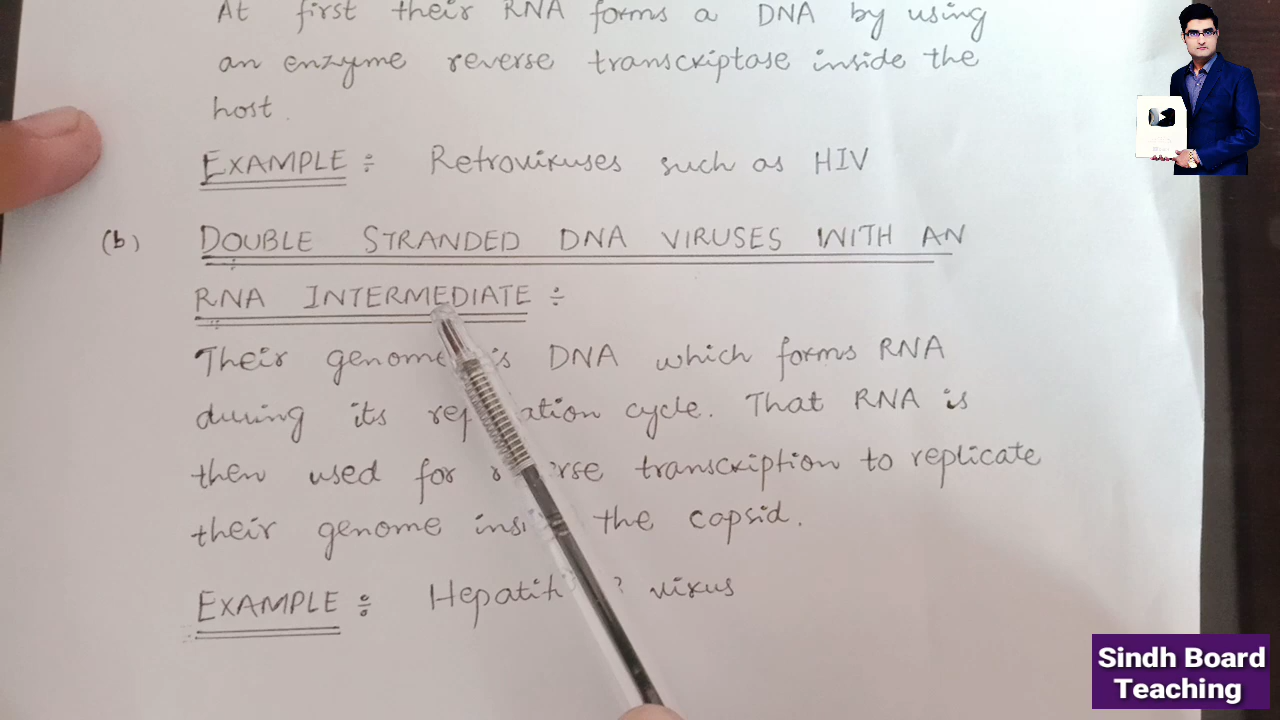 At first their RNA forms a DNA by using
an enzyme reverse transcriptase inside the
host.
EXAMPLE ÷ Retroviruses such as HIV
(b) DOUBLE STRANDED DNA VIRUSES WITH AN
RNA INTERMEDIATE ÷
Their genome is DNA which forms RNA
during its cycle. That RNA is
then used for transcription to replicate
their genome the capsid.
EXAMPLE ÷ virus
Sindh Board
Teaching